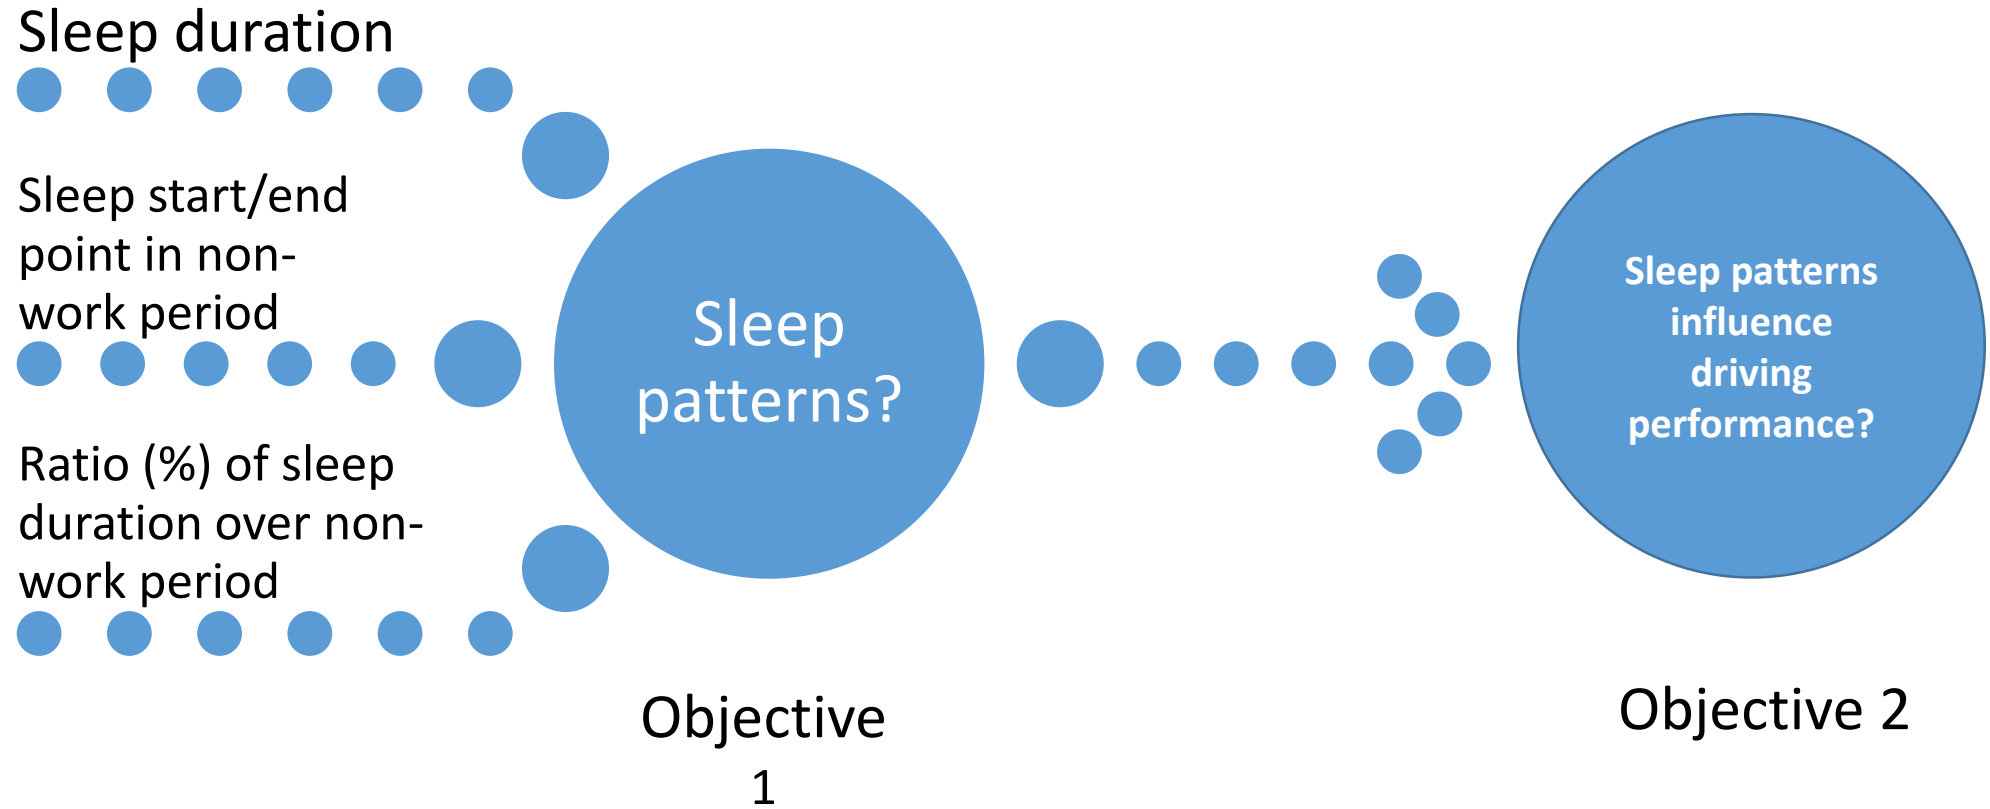 Sleep duration
Sleep start/end
point in non-
work period
Ratio (%) of sleep
duration over non-
work period
Sleep
patterns?
Objective
1
Sleep patterns
influence
driving
performance?
Objective 2